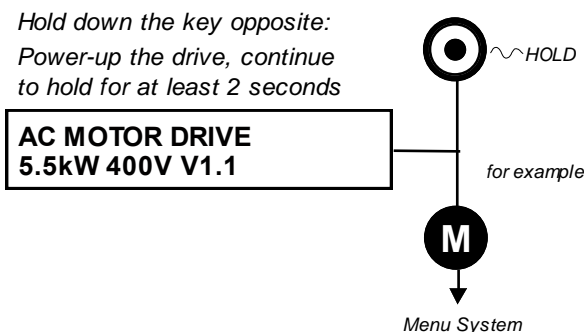 Hold down the key opposite:
Power-up the drive, continue
to hold for at least 2 seconds
HOLD
AC MOTOR DRIVE
5.5kW 400V V1.1
for example
M
Menu System